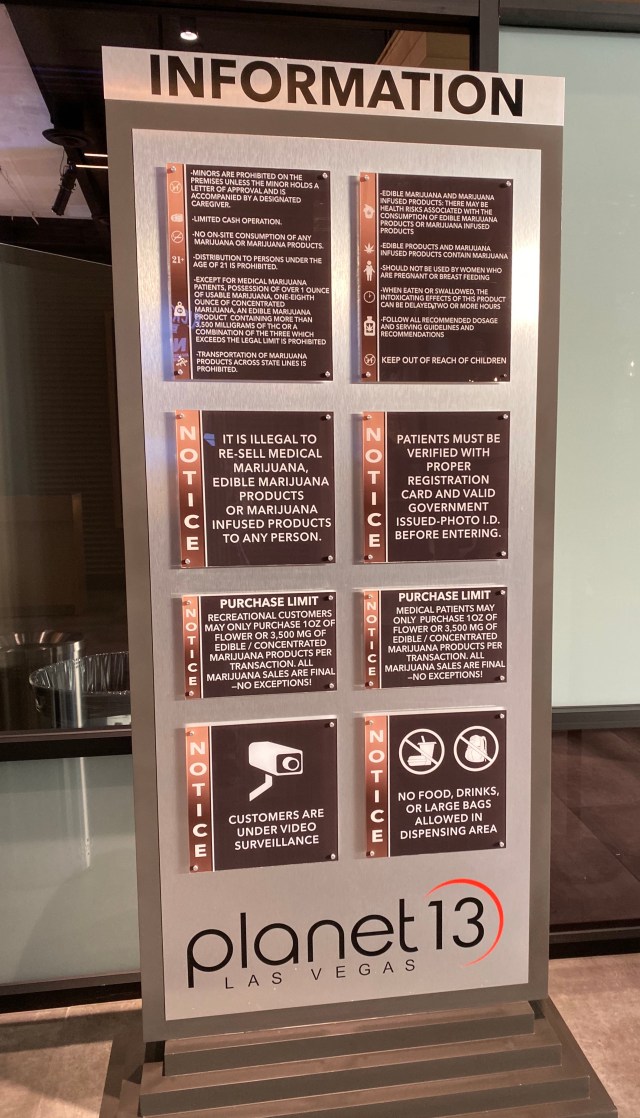 INFORMATION
-MINORS ARE PROHIBITED ON THE
PREMISES UNLESS THE MINOR HOLDS A
LETTER OF APPROVAL AND IS
ACCOMPANIED BY A DESIGNATED
CAREGIVER.
-LIMITED CASH OPERATION.
-NO ON-SITE CONSUMPTION OF ANY
MARIJUANA OR MARIJUANA PRODUCTS.
21+
-DISTRIBUTION TO PERSONS UNDER THE
AGE OF 21 IS PROHIBITED.
-EXCEPT FOR MEDICAL MARIJUANA
PATIENTS, POSSESSION OF OVER 1 OUNCE
OF USABLE MARIJUANA, ONE-EIGHTH
OUNCE OF CONCENTRATED
MARIJUANA, AN EDIBLE MARIJUANA
PRODUCT CONTAINING MORE THAN
3,500 MILLIGRAMS OF THC OR A
COMBINATION OF THE THREE WHICH
EXCEEDS THE LEGAL LIMIT IS PROHIBITED
-TRANSPORTATION OF MARIJUANA
PRODUCTS ACROSS STATE LINES IS
PROHIBITED.
-EDIBLE MARIJUANA AND MARIJUANA
INFUSED PRODUCTS: THERE MAY BE
HEALTH RISKS ASSOCIATED WITH THE
CONSUMPTION OF EDIBLE MARIJUANA
PRODUCTS OR MARIJUANA INFUSED
PRODUCTS
-EDIBLE PRODUCTS AND MARIJUANA
INFUSED PRODUCTS CONTAIN MARIJUANA
-SHOULD NOT BE USED BY WOMEN WHO
ARE PREGNANT OR BREAST FEEDING
-WHEN EATEN OR SWALLOWED, THE
INTOXICATING EFFECTS OF THIS PRODUCT
CAN BE DELAYED TWO OR MORE HOURS
-FOLLOW ALL RECOMMENDED DOSAGE
AND SERVING GUIDELINES AND
RECOMMENDATIONS
KEEP OUT OF REACH OF CHILDREN
NOTICE
IT IS ILLEGAL TO
RE-SELL MEDICAL
MARIJUANA,
EDIBLE MARIJUANA
PRODUCTS
OR MARIJUANA
INFUSED PRODUCTS
TO ANY PERSON.
NOTICE
PATIENTS MUST BE
VERIFIED WITH
PROPER
REGISTRATION
CARD AND VALID
GOVERNMENT
ISSUED-PHOTO I.D.
BEFORE ENTERING.
NOTICE
PURCHASE LIMIT
RECREATIONAL CUSTOMERS
MAY ONLY PURCHASE 1OZ OF
FLOWER OR 3,500 MG OF
EDIBLE / CONCENTRATED
MARIJUANA PRODUCTS PER
TRANSACTION. ALL
MARIJUANA SALES ARE FINAL
—NO EXCEPTIONS!
NOTICE
PURCHASE LIMIT
MEDICAL PATIENTS MAY
ONLY PURCHASE 1OZ OF
FLOWER OR 3,500 MG OF
EDIBLE / CONCENTRATED
MARIJUANA PRODUCTS PER
TRANSACTION. ALL
MARIJUANA SALES ARE FINAL
—NO EXCEPTIONS!
NOTICE
CUSTOMERS ARE
UNDER VIDEO
SURVEILLANCE
NOTICE
NO FOOD, DRINKS,
OR LARGE BAGS
ALLOWED IN
DISPENSING AREA
planet 13
LAS VEGAS